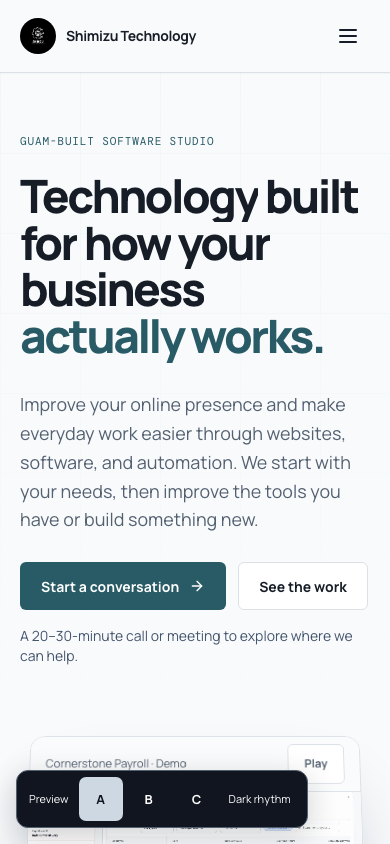 Shimizu Technology
GUAM-BUILT SOFTWARE STUDIO
Technology built
for how your
business
actually works.
Improve your online presence and make
everyday work easier through websites,
software, and automation. We start with
your needs, then improve the tools you
have or build something new.
Start a conversation →
See the work
A 20–30-minute call or meeting to explore where we
can help.
Cornerstone Payroll · Demo
Play
Preview
A
B
C
Dark rhythm